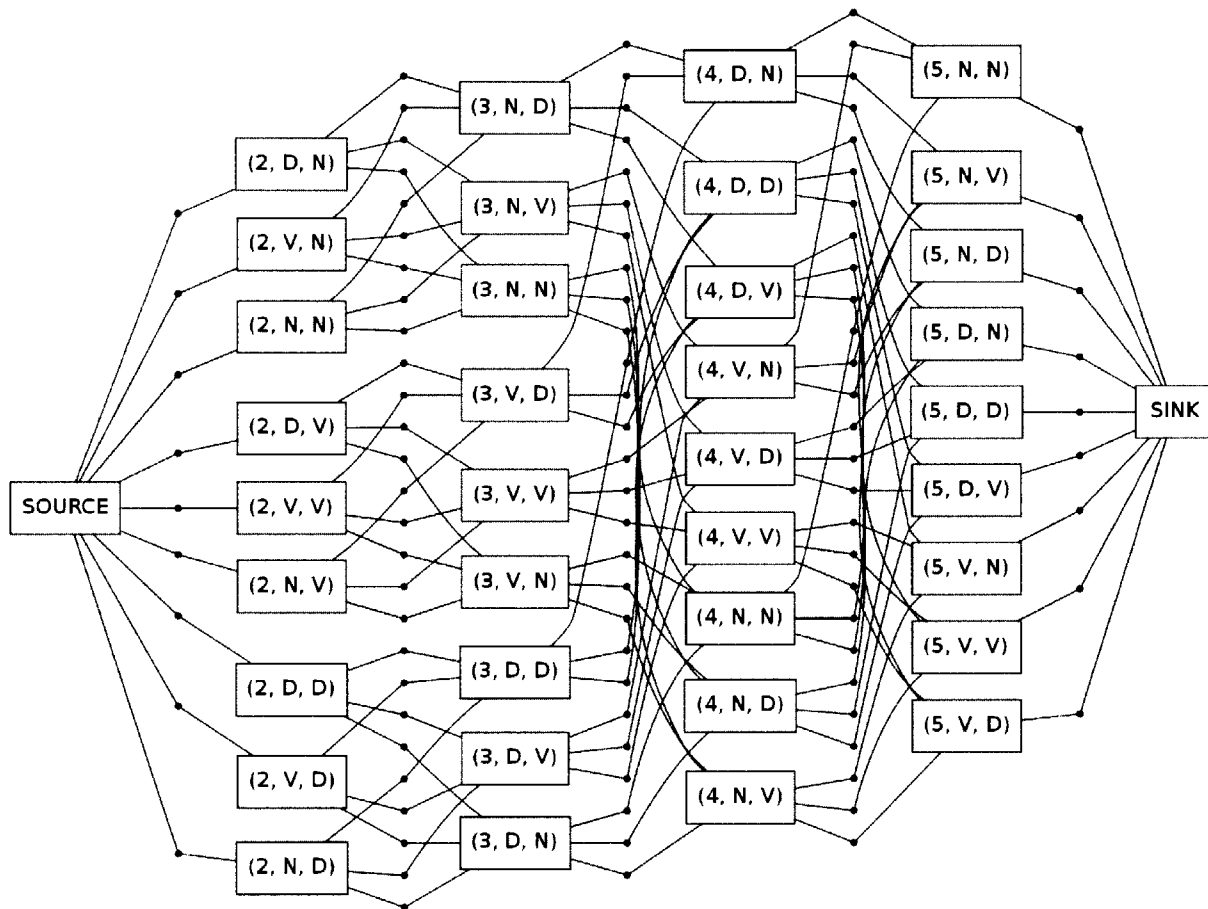 SOURCE
(2, D, N)
(2, V, N)
(2, N, N)
(2, D, V)
(2, V, V)
(2, N, V)
(2, D, D)
(2, V, D)
(2, N, D)
(3, N, D)
(3, N, V)
(3, N, N)
(3, V, D)
(3, V, V)
(3, V, N)
(3, D, D)
(3, D, V)
(3, D, N)
(4, D, N)
(4, D, D)
(4, D, V)
(4, V, N)
(4, V, D)
(4, V, V)
(4, N, N)
(4, N, D)
(4, N, V)
(5, N, N)
(5, N, V)
(5, N, D)
(5, D, N)
(5, D, D)
(5, D, V)
(5, V, N)
(5, V, V)
(5, V, D)
SINK